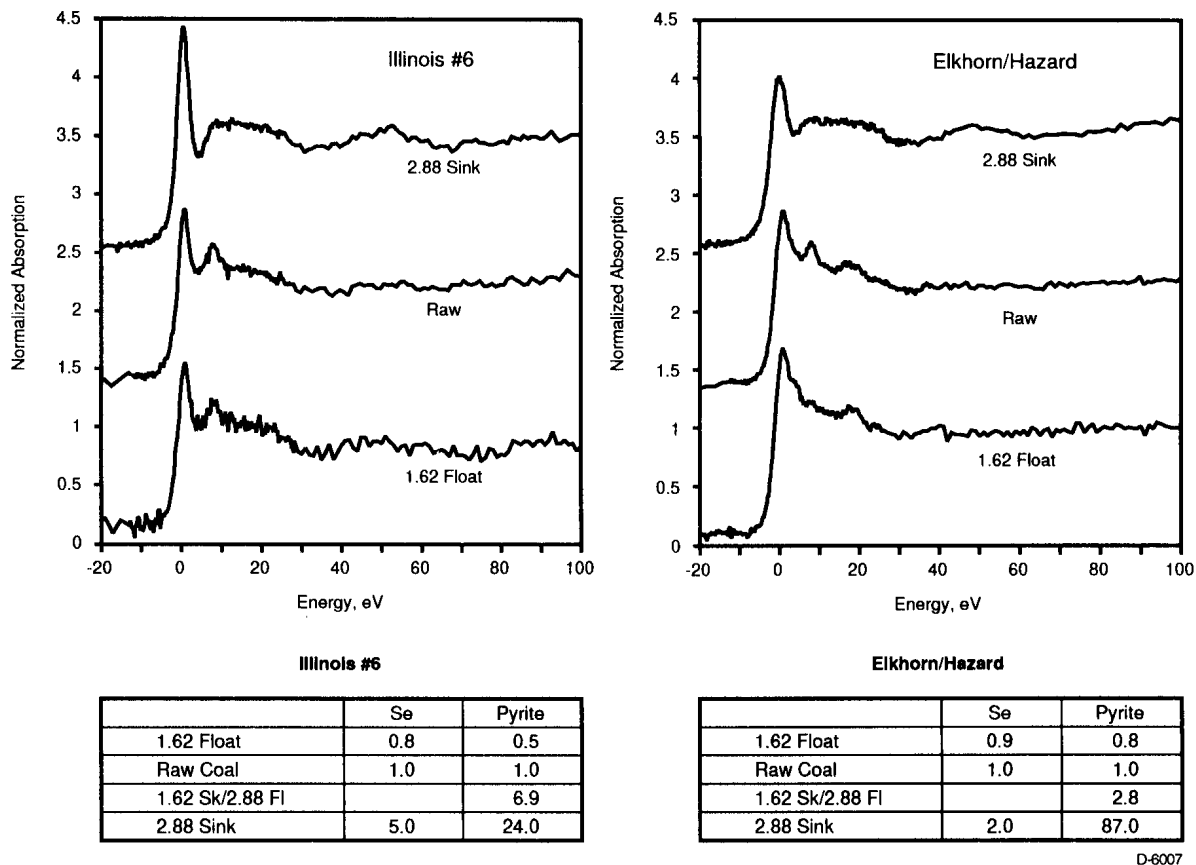 4.5
4
3.5
3
2.5
2
1.5
1
0.5
0
Normalized Absorption
Illinois #6
2.88 Sink
Raw
1.62 Float
-20 0 20 40 60 80 100
Energy, eV
4.5
4
3.5
3
2.5
2
1.5
1
0.5
0
Normalized Absorption
Elkhorn/Hazard
2.88 Sink
Raw
1.62 Float
-20 0 20 40 60 80 100
Energy, eV
Illinois #6
Se Pyrite
1.62 Float 0.8 0.5
Raw Coal 1.0 1.0
1.62 Sk/2.88 Fl 6.9
2.88 Sink 5.0 24.0
Elkhorn/Hazard
Se Pyrite
1.62 Float 0.9 0.8
Raw Coal 1.0 1.0
1.62 Sk/2.88 Fl 2.8
2.88 Sink 2.0 87.0
D-6007